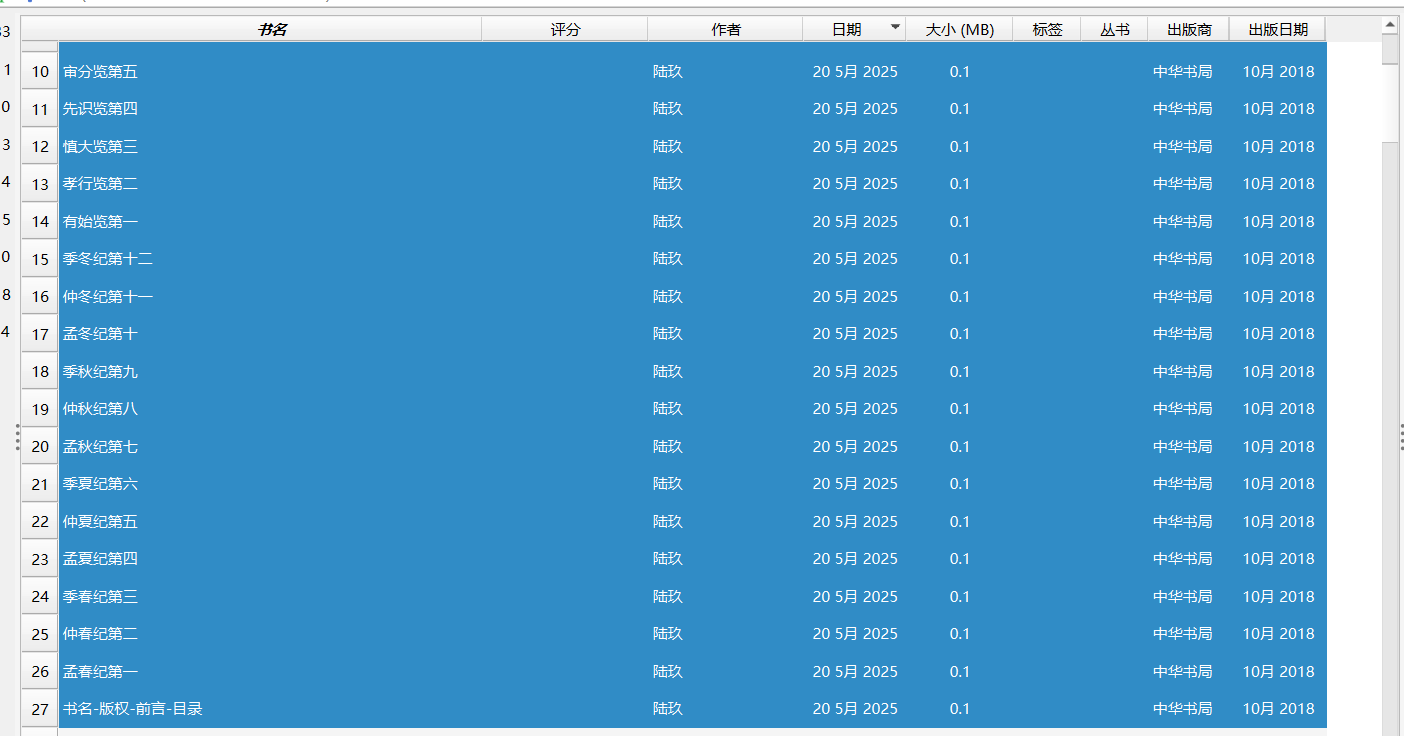 书名 评分 作者 日期 大小 (MB) 标签 丛书 出版商 出版日期
10 审分览第五 陆玖 20 5月 2025 0.1 中华书局 10月 2018
11 先识览第四 陆玖 20 5月 2025 0.1 中华书局 10月 2018
12 慎大览第三 陆玖 20 5月 2025 0.1 中华书局 10月 2018
13 孝行览第二 陆玖 20 5月 2025 0.1 中华书局 10月 2018
14 有始览第一 陆玖 20 5月 2025 0.1 中华书局 10月 2018
15 季冬纪第十二 陆玖 20 5月 2025 0.1 中华书局 10月 2018
16 仲冬纪第十一 陆玖 20 5月 2025 0.1 中华书局 10月 2018
17 孟冬纪第十 陆玖 20 5月 2025 0.1 中华书局 10月 2018
18 季秋纪第九 陆玖 20 5月 2025 0.1 中华书局 10月 2018
19 仲秋纪第八 陆玖 20 5月 2025 0.1 中华书局 10月 2018
20 孟秋纪第七 陆玖 20 5月 2025 0.1 中华书局 10月 2018
21 季夏纪第六 陆玖 20 5月 2025 0.1 中华书局 10月 2018
22 仲夏纪第五 陆玖 20 5月 2025 0.1 中华书局 10月 2018
23 孟夏纪第四 陆玖 20 5月 2025 0.1 中华书局 10月 2018
24 季春纪第三 陆玖 20 5月 2025 0.1 中华书局 10月 2018
25 仲春纪第二 陆玖 20 5月 2025 0.1 中华书局 10月 2018
26 孟春纪第一 陆玖 20 5月 2025 0.1 中华书局 10月 2018
27 书名-版权-前言-目录 陆玖 20 5月 2025 0.1 中华书局 10月 2018